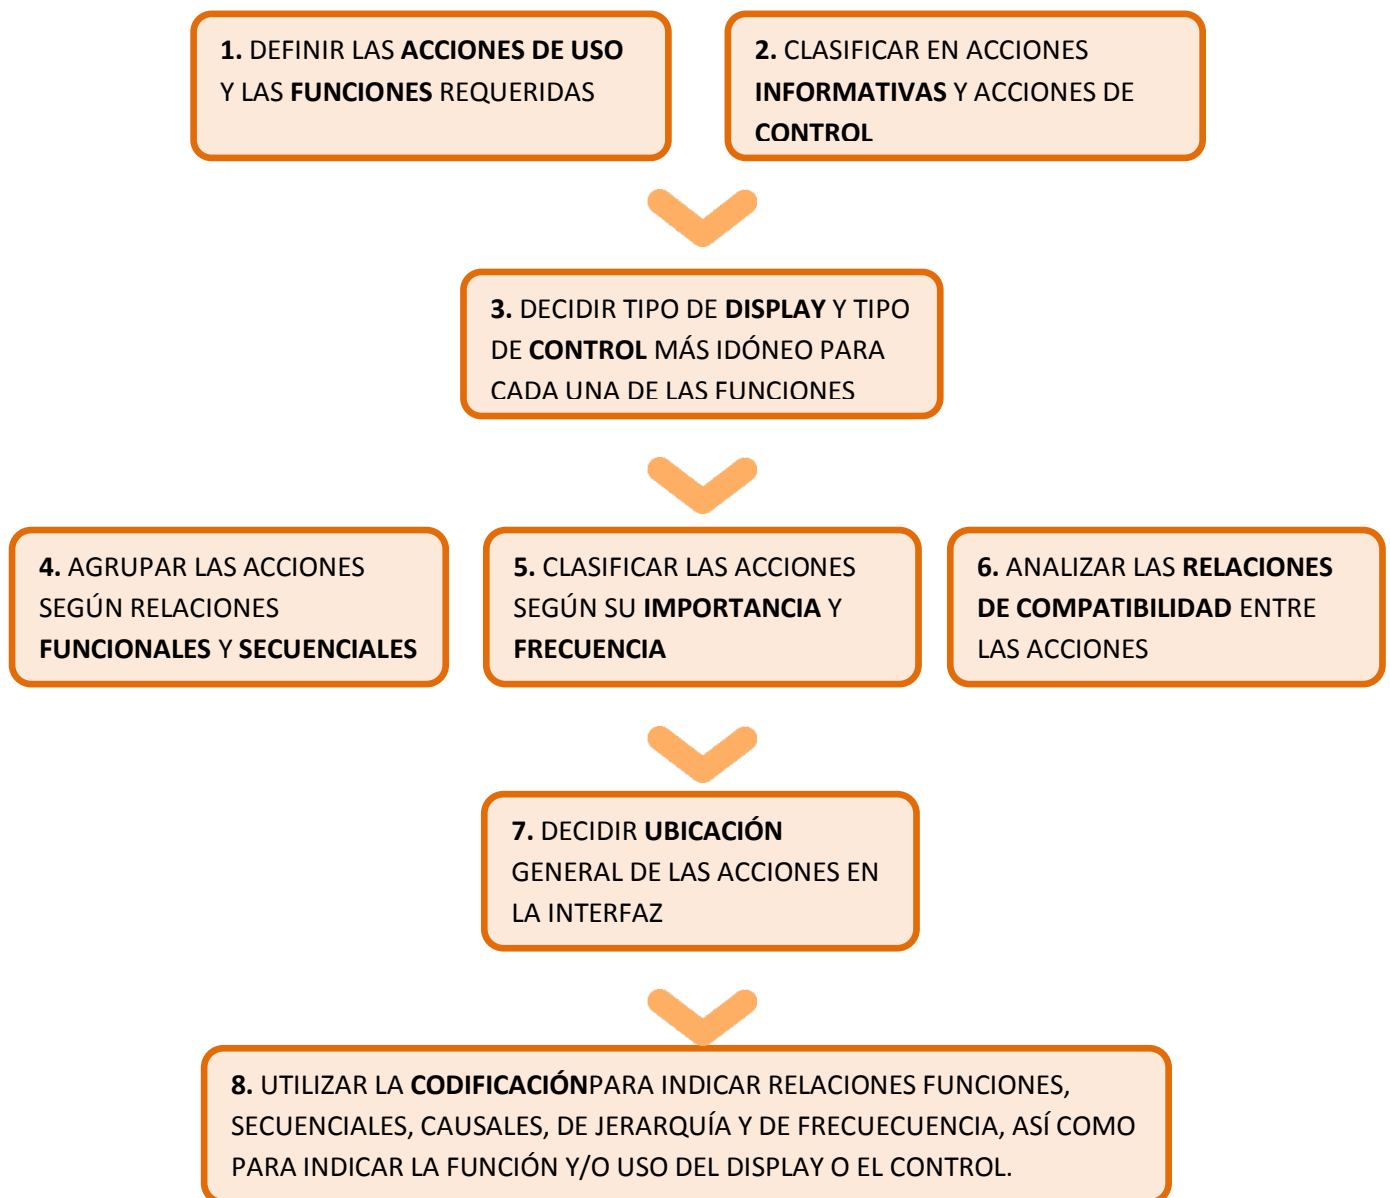 1. DEFINIR LAS ACCIONES DE USO
Y LAS FUNCIONES REQUERIDAS
2. CLASIFICAR EN ACCIONES
INFORMATIVAS Y ACCIONES DE
CONTROL
3. DECIDIR TIPO DE DISPLAY Y TIPO
DE CONTROL MÁS IDÓNEO PARA
CADA UNA DE LAS FUNCIONES
4. AGRUPAR LAS ACCIONES
SEGÚN RELACIONES
FUNCIONALES Y SECUENCIALES
5. CLASIFICAR LAS ACCIONES
SEGÚN SU IMPORTANCIA Y
FRECUENCIA
6. ANALIZAR LAS RELACIONES
DE COMPATIBILIDAD ENTRE
LAS ACCIONES
7. DECIDIR UBICACIÓN
GENERAL DE LAS ACCIONES EN
LA INTERFAZ
8. UTILIZAR LA CODIFICACIÓNPARA INDICAR RELACIONES FUNCIONES,
SECUENCIALES, CAUSALES, DE JERARQUÍA Y DE FRECUECUENCIA, ASÍ COMO
PARA INDICAR LA FUNCIÓN Y/O USO DEL DISPLAY O EL CONTROL.